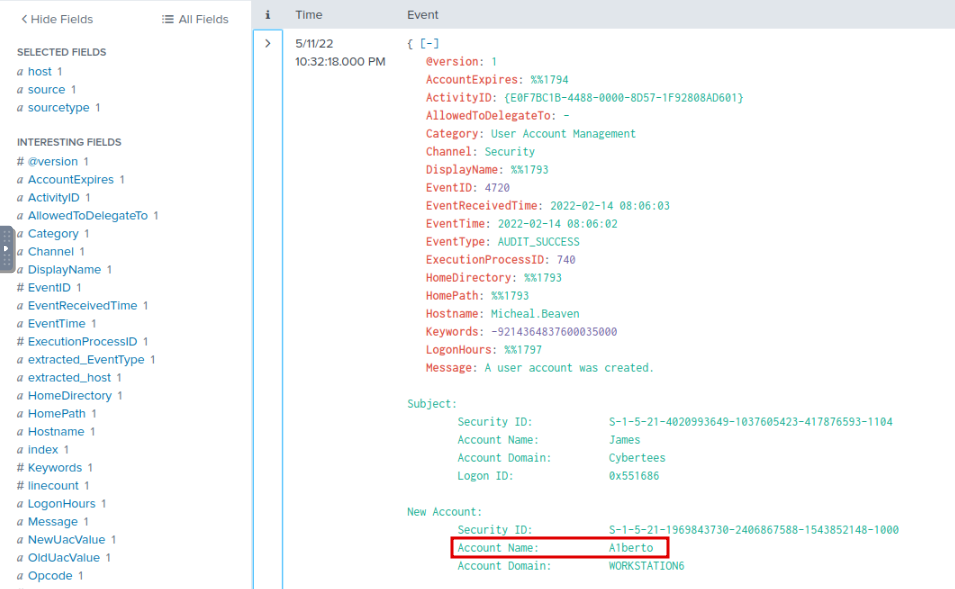 Hide Fields
All Fields
SELECTED FIELDS
a host 1
a source 1
a sourcetype 1
INTERESTING FIELDS
# @version 1
a AccountExpires 1
a ActivityID 1
a AllowedToDelegateTo 1
a Category 1
a Channel 1
a DisplayName 1
# EventID 1
a EventReceivedTime 1
a EventTime 1
# ExecutionProcessID 1
a extracted_EventType 1
a extracted_host 1
a HomeDirectory 1
a HomePath 1
a Hostname 1
a index 1
# Keywords 1
# linecount 1
a LogonHours 1
a Message 1
a NewUacValue 1
a OldUacValue 1
a Opcode 1
i Time Event
5/11/22
10:32:18.000 PM
{ [-]
@version: 1
AccountExpires: %%1794
ActivityID: {E0F7BC1B-4488-0000-8D57-1F92808AD601}
AllowedToDelegateTo: -
Category: User Account Management
Channel: Security
DisplayName: %%1793
EventID: 4720
EventReceivedTime: 2022-02-14 08:06:03
EventTime: 2022-02-14 08:06:02
EventType: AUDIT_SUCCESS
ExecutionProcessID: 740
HomeDirectory: %%1793
HomePath: %%1793
Hostname: Micheal.Beaven
Keywords: -9214364837600035000
LogonHours: %%1797
Message: A user account was created.
Subject:
Security ID: S-1-5-21-4020993649-1037605423-417876593-1104
Account Name: James
Account Domain: Cybertees
Logon ID: 0x551686
New Account:
Security ID: S-1-5-21-1969843730-2406867588-1543852148-1000
Account Name: A1berto
Account Domain: WORKSTATION6